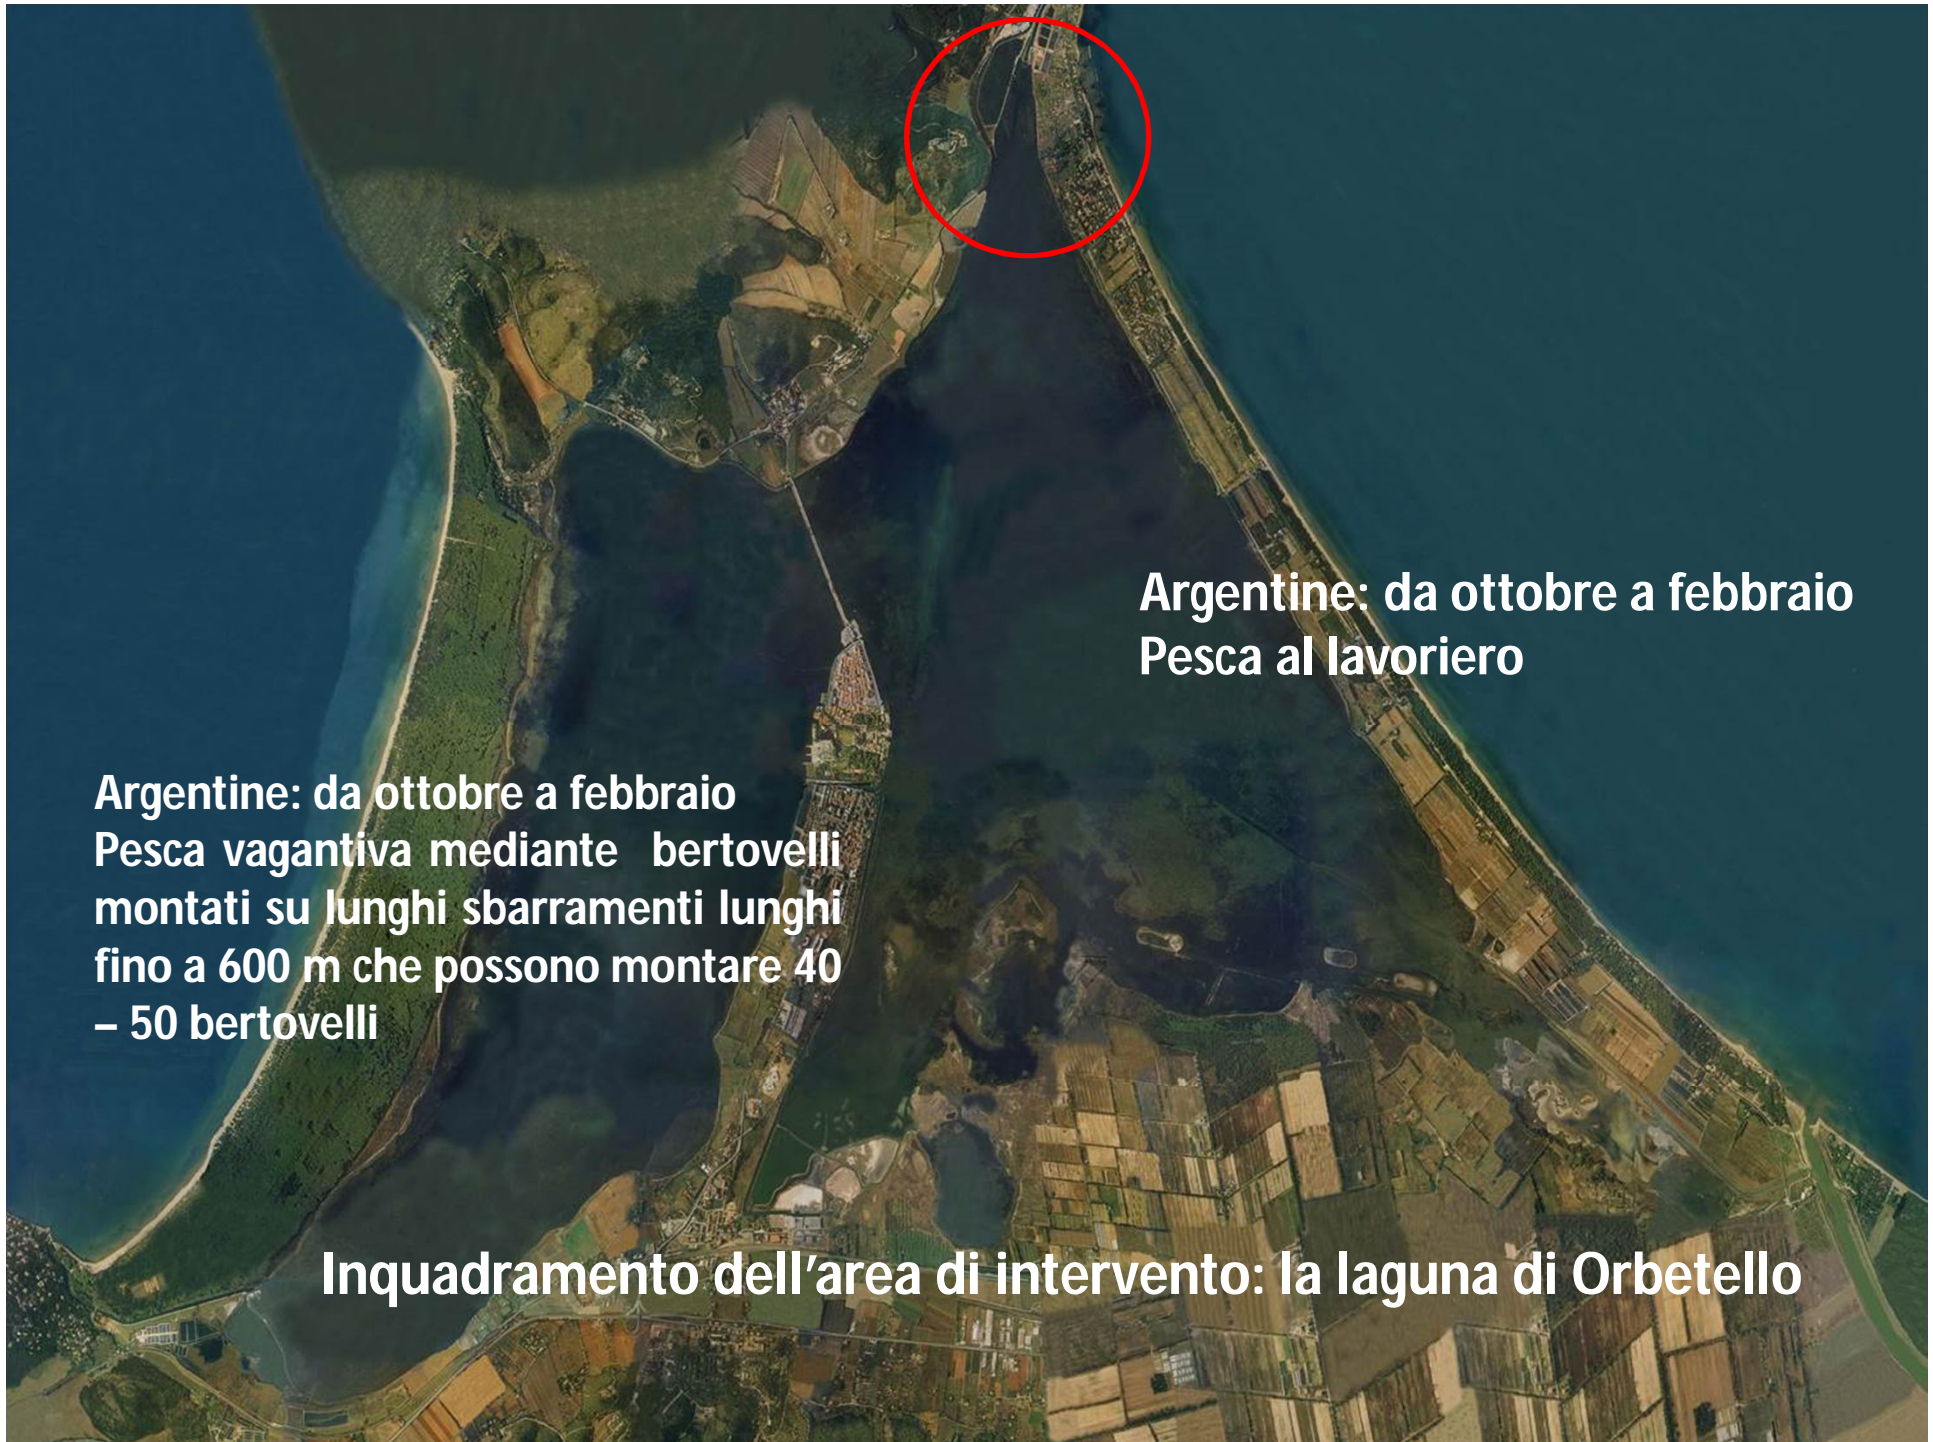 Argentine: da ottobre a febbraio
Pesca al lavoriero
Argentine: da ottobre a febbraio
Pesca vagantiva mediante bertovelli
montati su lunghi sbarramenti lunghi
fino a 600 m che possono montare 40
– 50 bertovelli
Inquadramento dell'area di intervento: la laguna di Orbetello